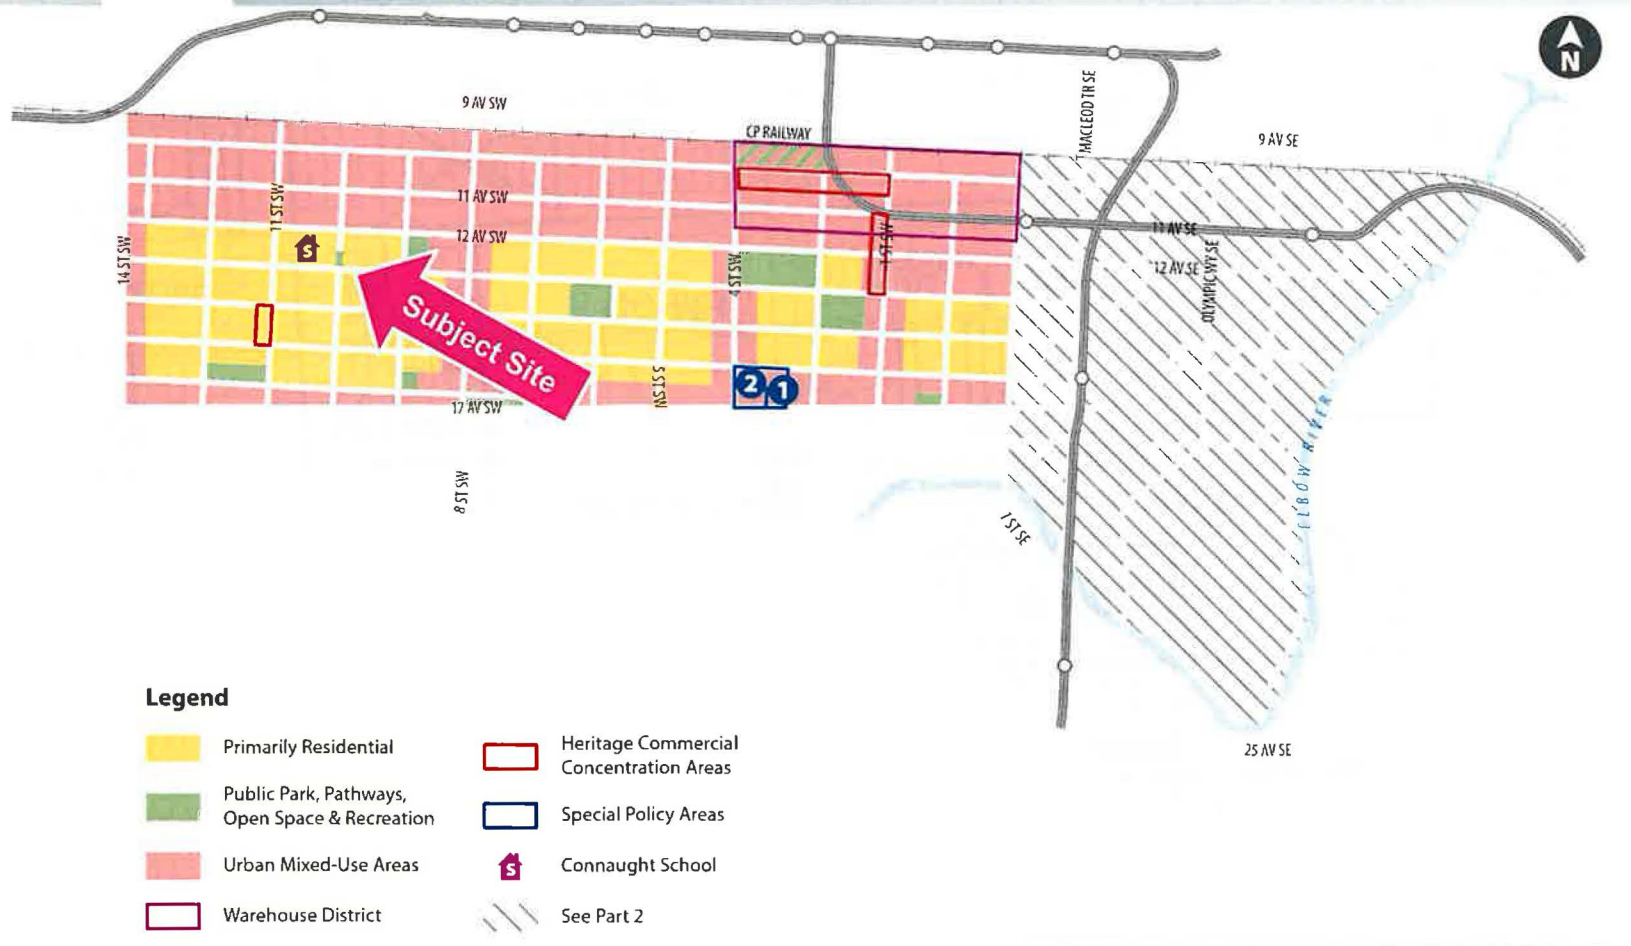 N
9 AV SW
MACLEOD TR SE
CP RAILWAY
9 AV SE
11 ST SW
11 AV SW
12 AV SW
14 ST SW
4 ST SW
1 ST SW
11 AV SE
12 AV SE
OLYMPIC WY SE
S
Subject Site
5 ST SW
2
1
17 AV SW
8 ST SW
ELBOW RIVER
1 ST SE
25 AV SE
Legend
Primarily Residential
Public Park, Pathways,
Open Space & Recreation
Urban Mixed-Use Areas
Warehouse District
Heritage Commercial
Concentration Areas
Special Policy Areas
S
Connaught School
See Part 2